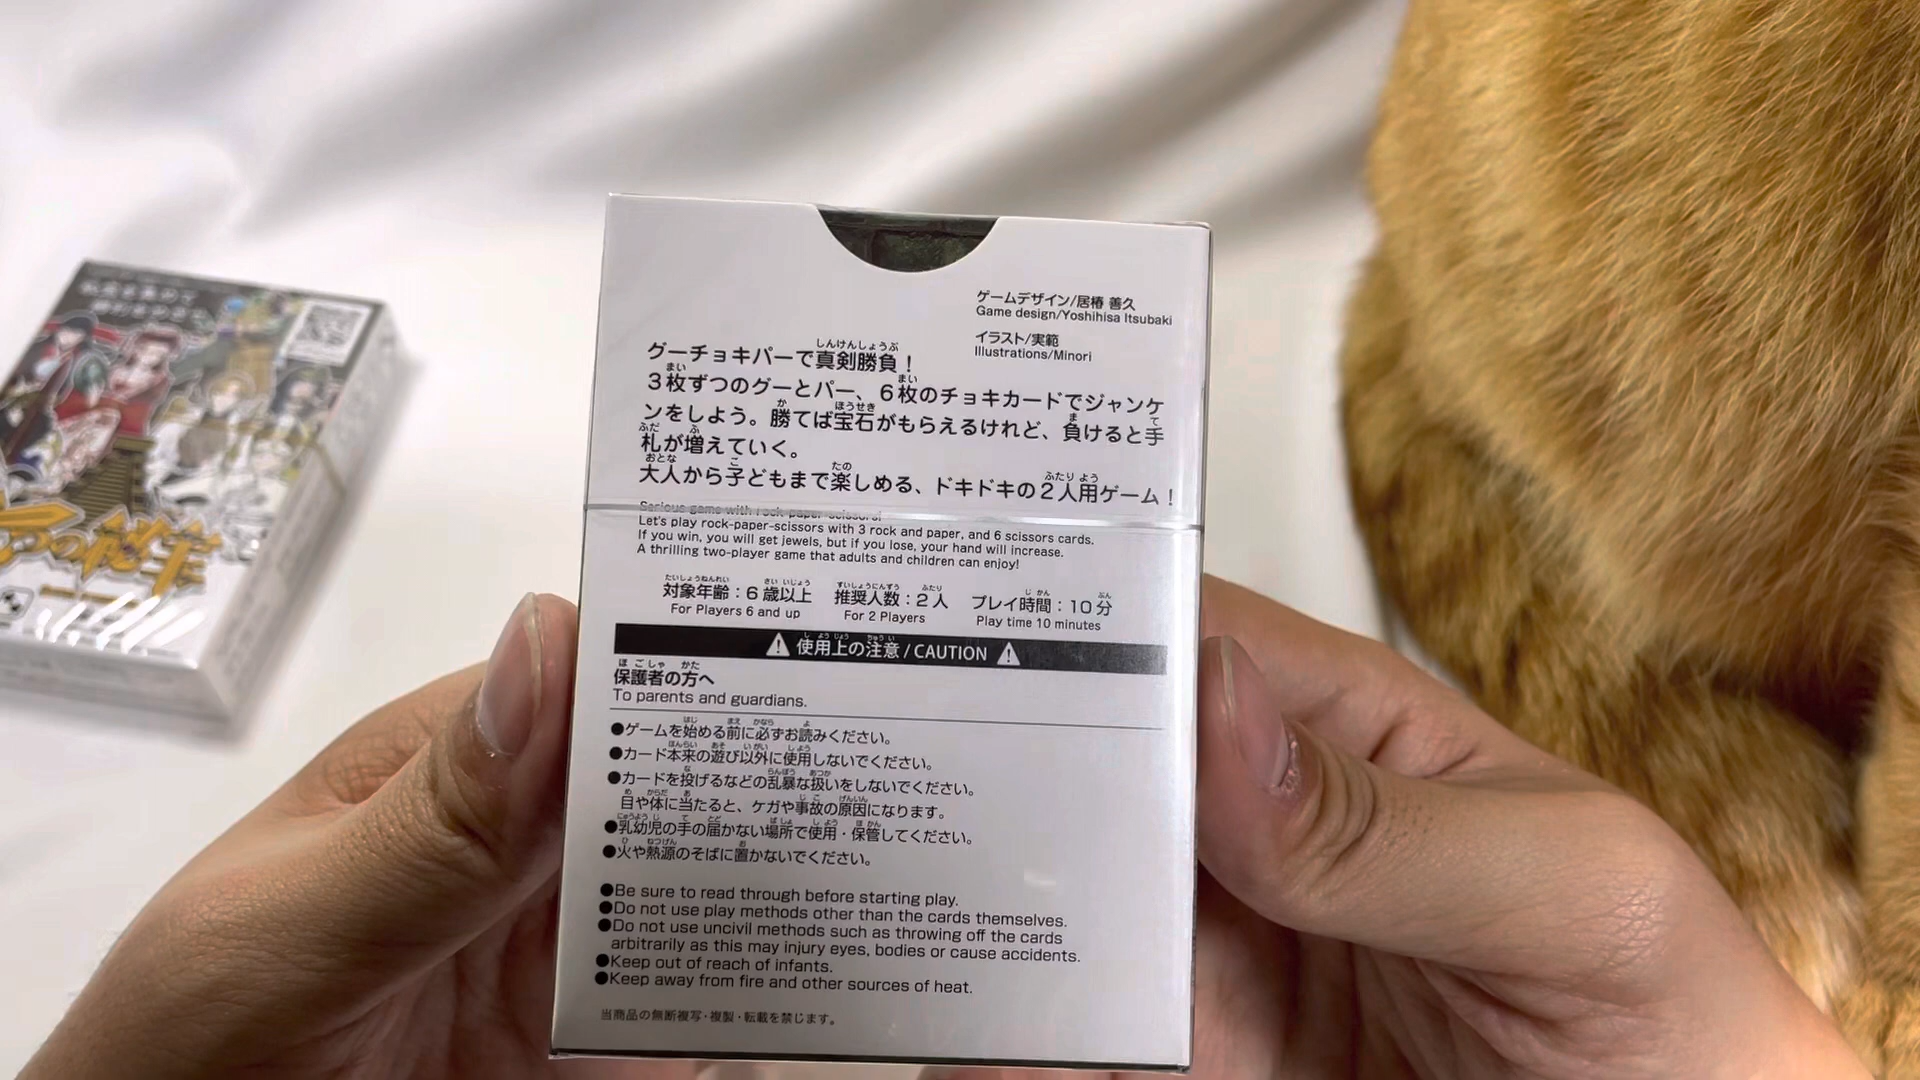 ゲームデザイン/居椿 善久
Game design/Yoshihisa Itsubaki
イラスト/実範
Illustrations/Minori
グーチョキパーで真剣勝負！
３枚ずつのグーとパー、６枚のチョキカードでジャンケ
ンをしよう。勝てば宝石がもらえるけれど、負けると手
札が増えていく。
大人から子どもまで楽しめる、ドキドキの２人用ゲーム！
Serious game with rock-paper-scissors!
Let's play rock-paper-scissors with 3 rock and paper, and 6 scissors cards.
If you win, you will get jewels, but if you lose, your hand will increase.
A thrilling two-player game that adults and children can enjoy!
対象年齢：６歳以上 推奨人数：２人 プレイ時間：10分
For Players 6 and up For 2 Players Play time 10 minutes
使用上の注意 / CAUTION
保護者の方へ
To parents and guardians.
●ゲームを始める前に必ずお読みください。
●カード本来の遊び以外に使用しないでください。
●カードを投げるなどの乱暴な扱いをしないでください。
目や体に当たると、ケガや事故の原因になります。
●乳幼児の手の届かない場所で使用・保管してください。
●火や熱源のそばに置かないでください。
●Be sure to read through before starting play.
●Do not use play methods other than the cards themselves.
●Do not use uncivil methods such as throwing off the cards
arbitrarily as this may injury eyes, bodies or cause accidents.
●Keep out of reach of infants.
●Keep away from fire and other sources of heat.
当商品の無断複写・複製・転載を禁じます。